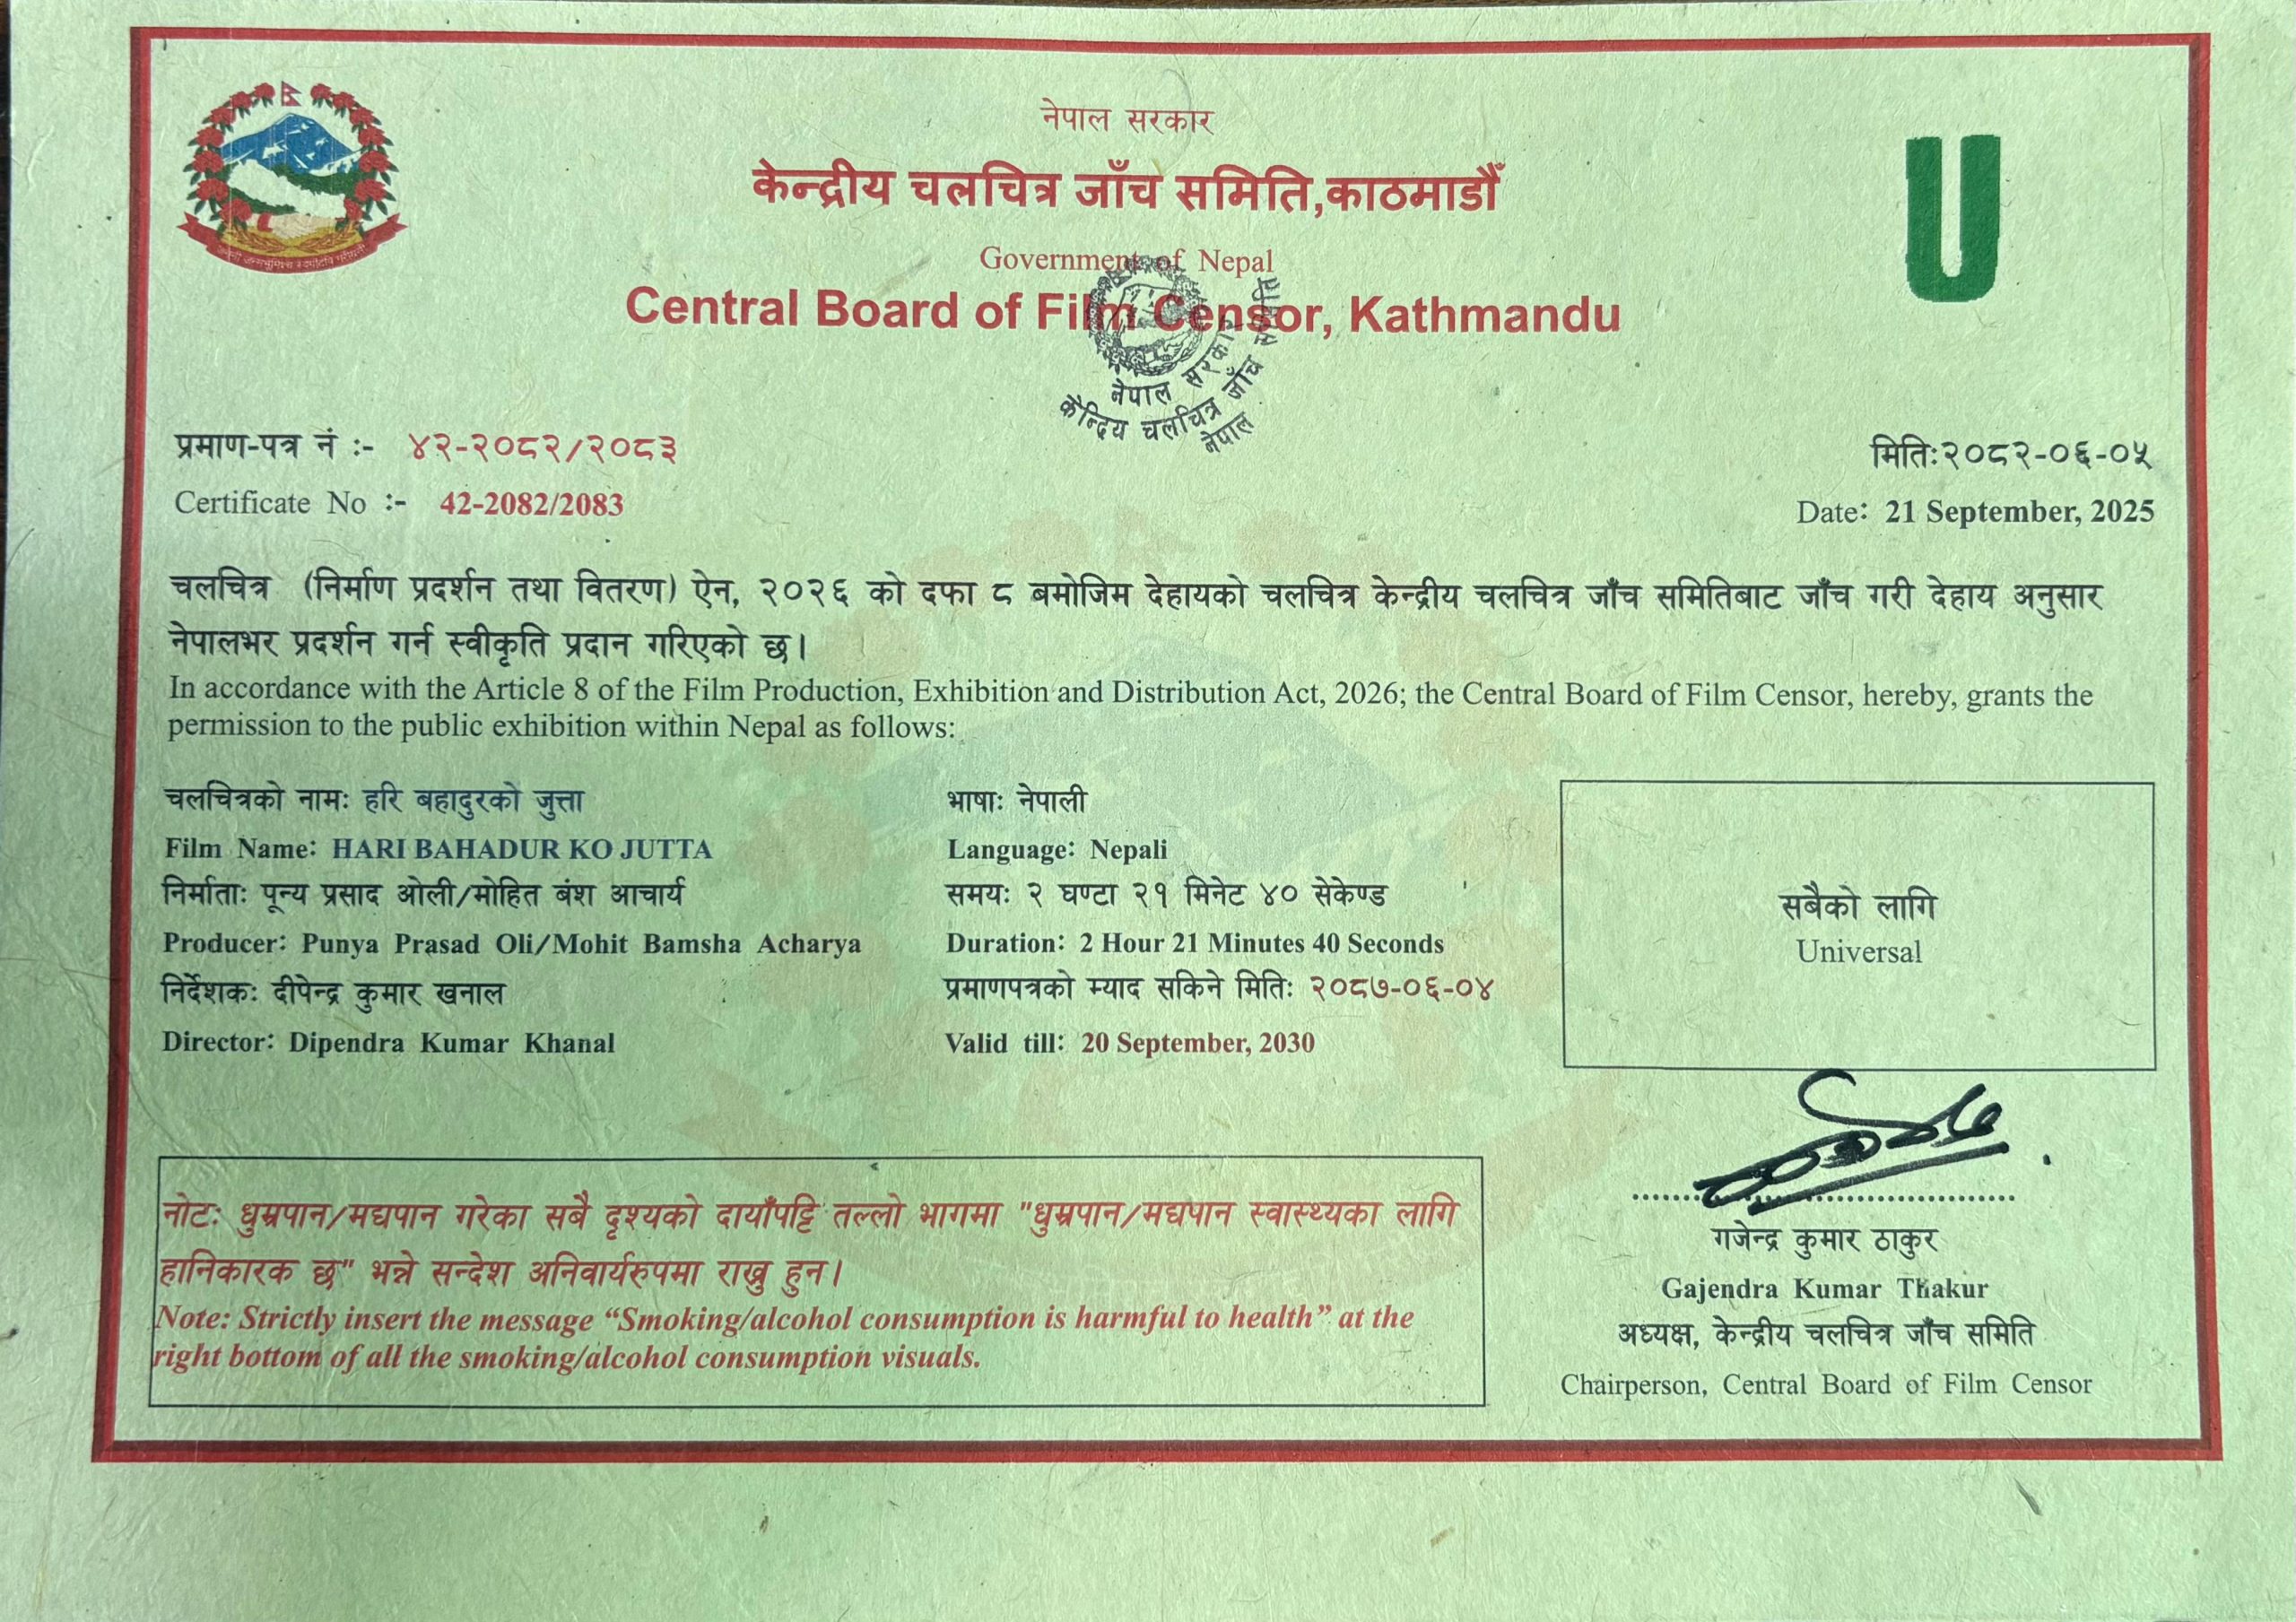 नेपाल सरकार
केन्द्रीय चलचित्र जाँच समिति,काठमाडौँ
Government of Nepal
Central Board of Film Censor, Kathmandu
U
नेपाल सरकार
केन्द्रिय चलचित्र जाँच समिति
नेपाल
प्रमाण-पत्र नं :- ४२-२०८२/२०८३
मितिः२०८२-०६-०५
Certificate No :- 42-2082/2083
Date: 21 September, 2025
चलचित्र (निर्माण प्रदर्शन तथा वितरण) ऐन, २०२६ को दफा ८ बमोजिम देहायको चलचित्र केन्द्रीय चलचित्र जाँच समितिबाट जाँच गरी देहाय अनुसार
नेपालभर प्रदर्शन गर्न स्वीकृति प्रदान गरिएको छ।
In accordance with the Article 8 of the Film Production, Exhibition and Distribution Act, 2026; the Central Board of Film Censor, hereby, grants the
permission to the public exhibition within Nepal as follows:
चलचित्रको नामः हरि बहादुरको जुत्ता
Film Name: HARI BAHADUR KO JUTTA
निर्माताः पून्य प्रसाद ओली/मोहित बंश आचार्य
Producer: Punya Prasad Oli/Mohit Bamsha Acharya
निर्देशकः दीपेन्द्र कुमार खनाल
Director: Dipendra Kumar Khanal
भाषाः नेपाली
Language: Nepali
समयः २ घण्टा २१ मिनेट ४० सेकेण्ड
Duration: 2 Hour 21 Minutes 40 Seconds
प्रमाणपत्रको म्याद सकिने मितिः २०८७-०६-०४
Valid till: 20 September, 2030
सबैको लागि
Universal
नोटः धुम्रपान/मद्यपान गरेका सबै दृश्यको दायाँपट्टि तल्लो भागमा "धुम्रपान/मद्यपान स्वास्थ्यका लागि
हानिकारक छ" भन्ने सन्देश अनिवार्यरुपमा राख्नु हुन।
Note: Strictly insert the message “Smoking/alcohol consumption is harmful to health” at the
right bottom of all the smoking/alcohol consumption visuals.
गजेन्द्र कुमार ठाकुर
Gajendra Kumar Thakur
अध्यक्ष, केन्द्रीय चलचित्र जाँच समिति
Chairperson, Central Board of Film Censor